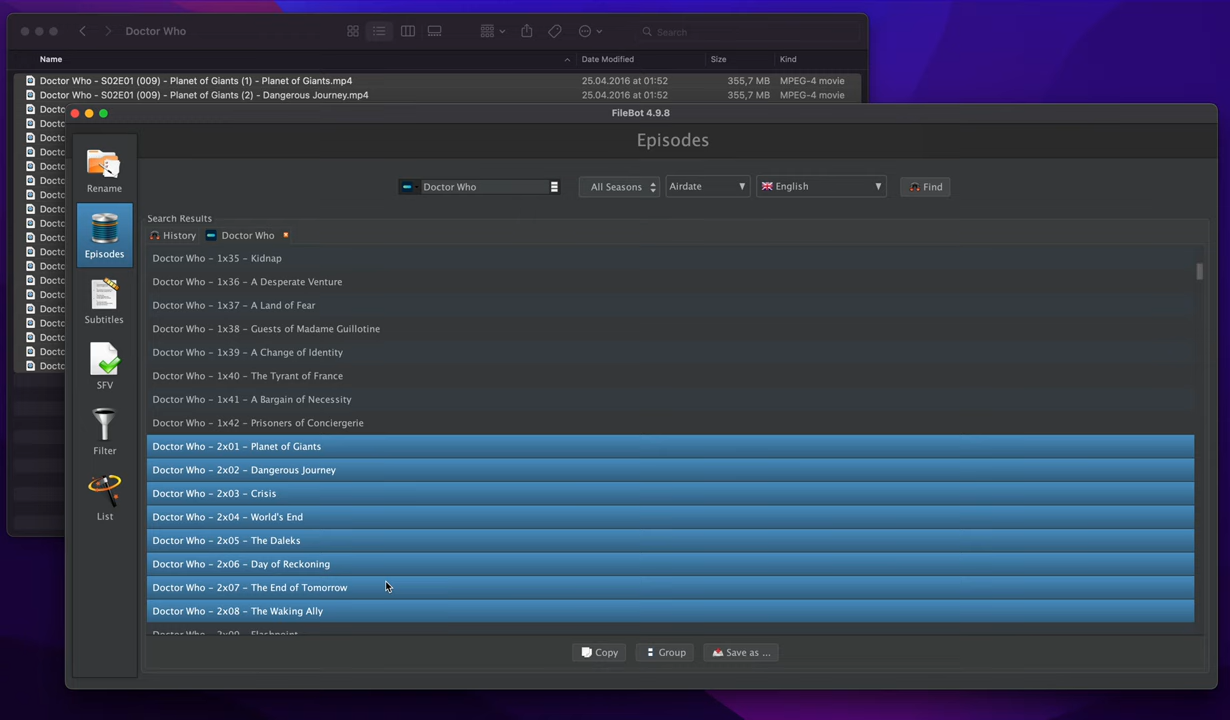 Doctor Who
Search
Name
Date Modified
Size
Kind
Doctor Who - S02E01 (009) - Planet of Giants (1) - Planet of Giants.mp4
25.04.2016 at 01:52
355,7 MB
MPEG-4 movie
Doctor Who - S02E01 (009) - Planet of Giants (2) - Dangerous Journey.mp4
25.04.2016 at 01:52
355,7 MB
MPEG-4 movie
FileBot 4.9.8
Episodes
Rename
Episodes
Subtitles
SFV
Filter
List
Doctor Who
All Seasons
Airdate
English
Find
Search Results
History
Doctor Who
Doctor Who - 1x35 - Kidnap
Doctor Who - 1x36 - A Desperate Venture
Doctor Who - 1x37 - A Land of Fear
Doctor Who - 1x38 - Guests of Madame Guillotine
Doctor Who - 1x39 - A Change of Identity
Doctor Who - 1x40 - The Tyrant of France
Doctor Who - 1x41 - A Bargain of Necessity
Doctor Who - 1x42 - Prisoners of Conciergerie
Doctor Who - 2x01 - Planet of Giants
Doctor Who - 2x02 - Dangerous Journey
Doctor Who - 2x03 - Crisis
Doctor Who - 2x04 - World's End
Doctor Who - 2x05 - The Daleks
Doctor Who - 2x06 - Day of Reckoning
Doctor Who - 2x07 - The End of Tomorrow
Doctor Who - 2x08 - The Waking Ally
Doctor Who - 2x09 - Flashpoint
Copy
Group
Save as ...